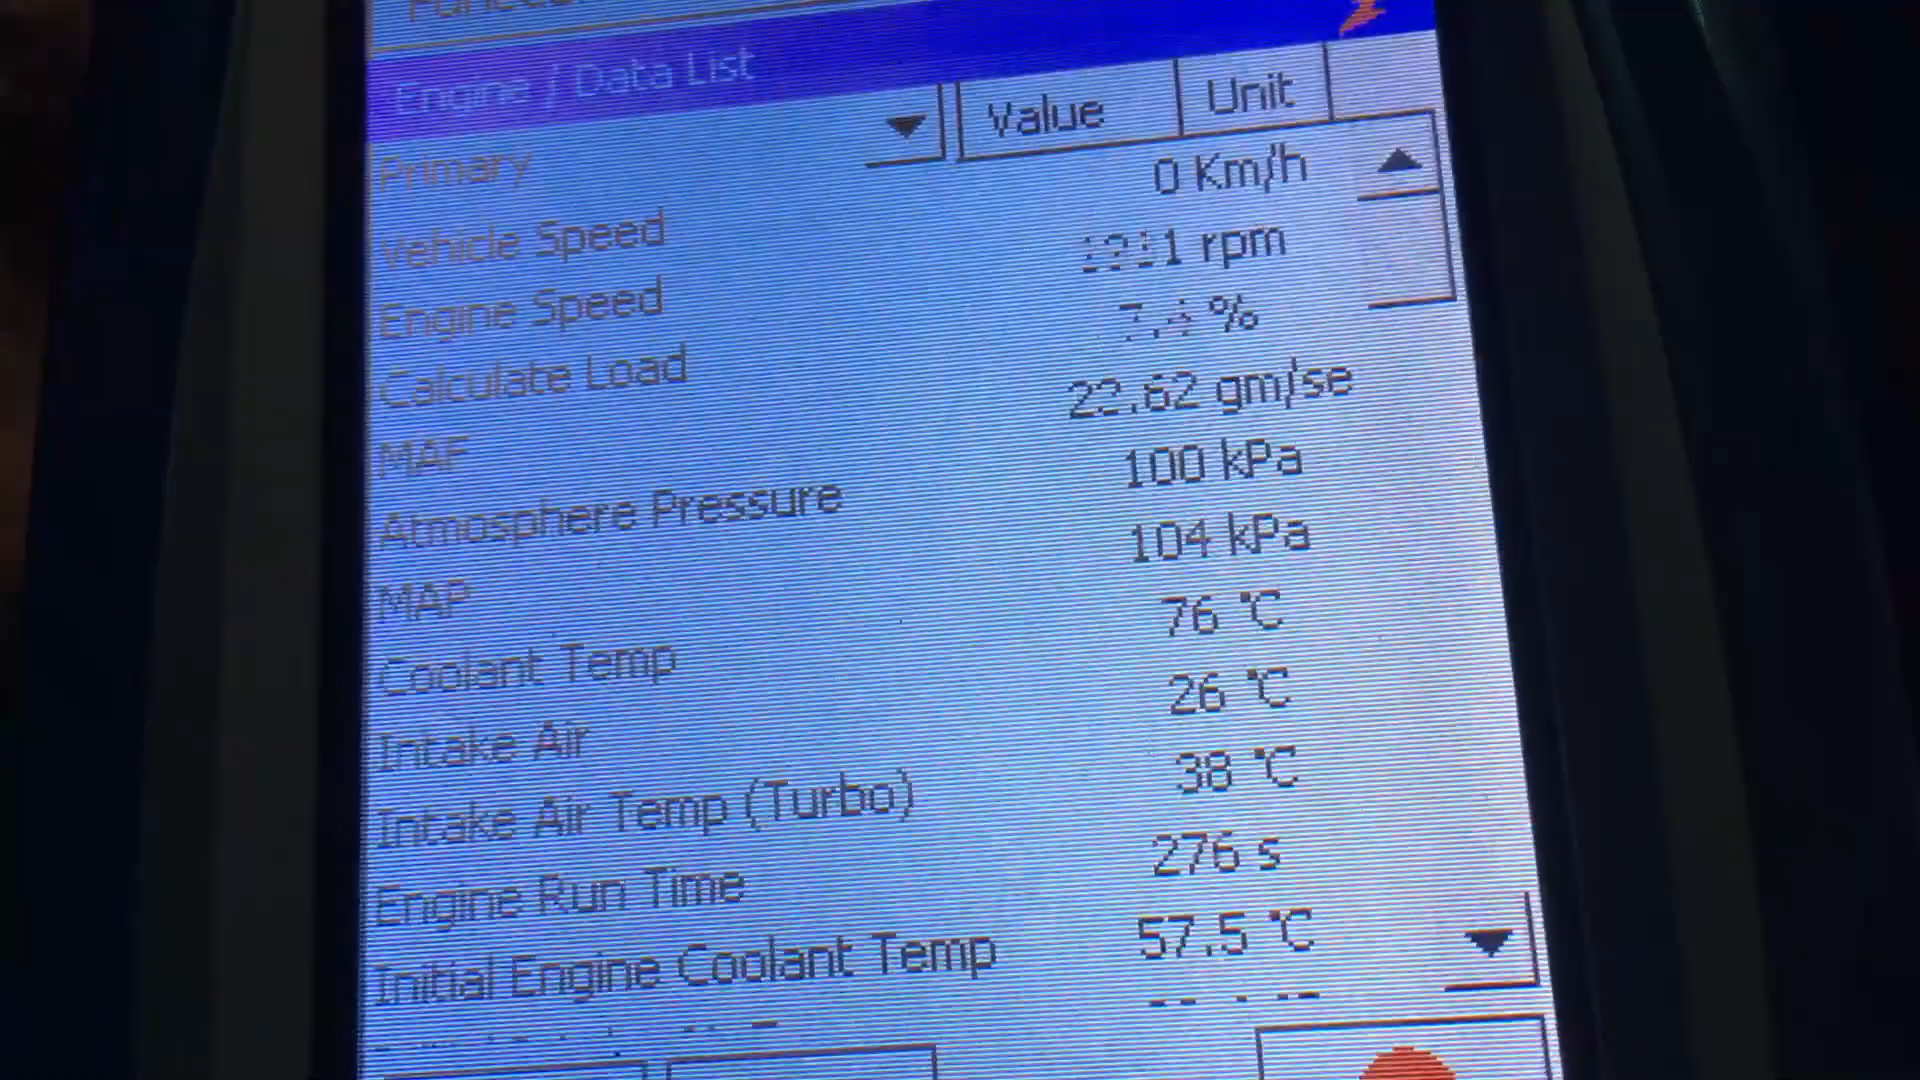 Engine / Data List
Primary Value Unit
Vehicle Speed 0 Km/h
Engine Speed rpm
Calculate Load %
MAF 22.62 gm/se
Atmosphere Pressure 100 kPa
MAP 104 kPa
Coolant Temp 76 °C
Intake Air 26 °C
Intake Air Temp (Turbo) 38 °C
Engine Run Time 276 s
Initial Engine Coolant Temp 57.5 °C